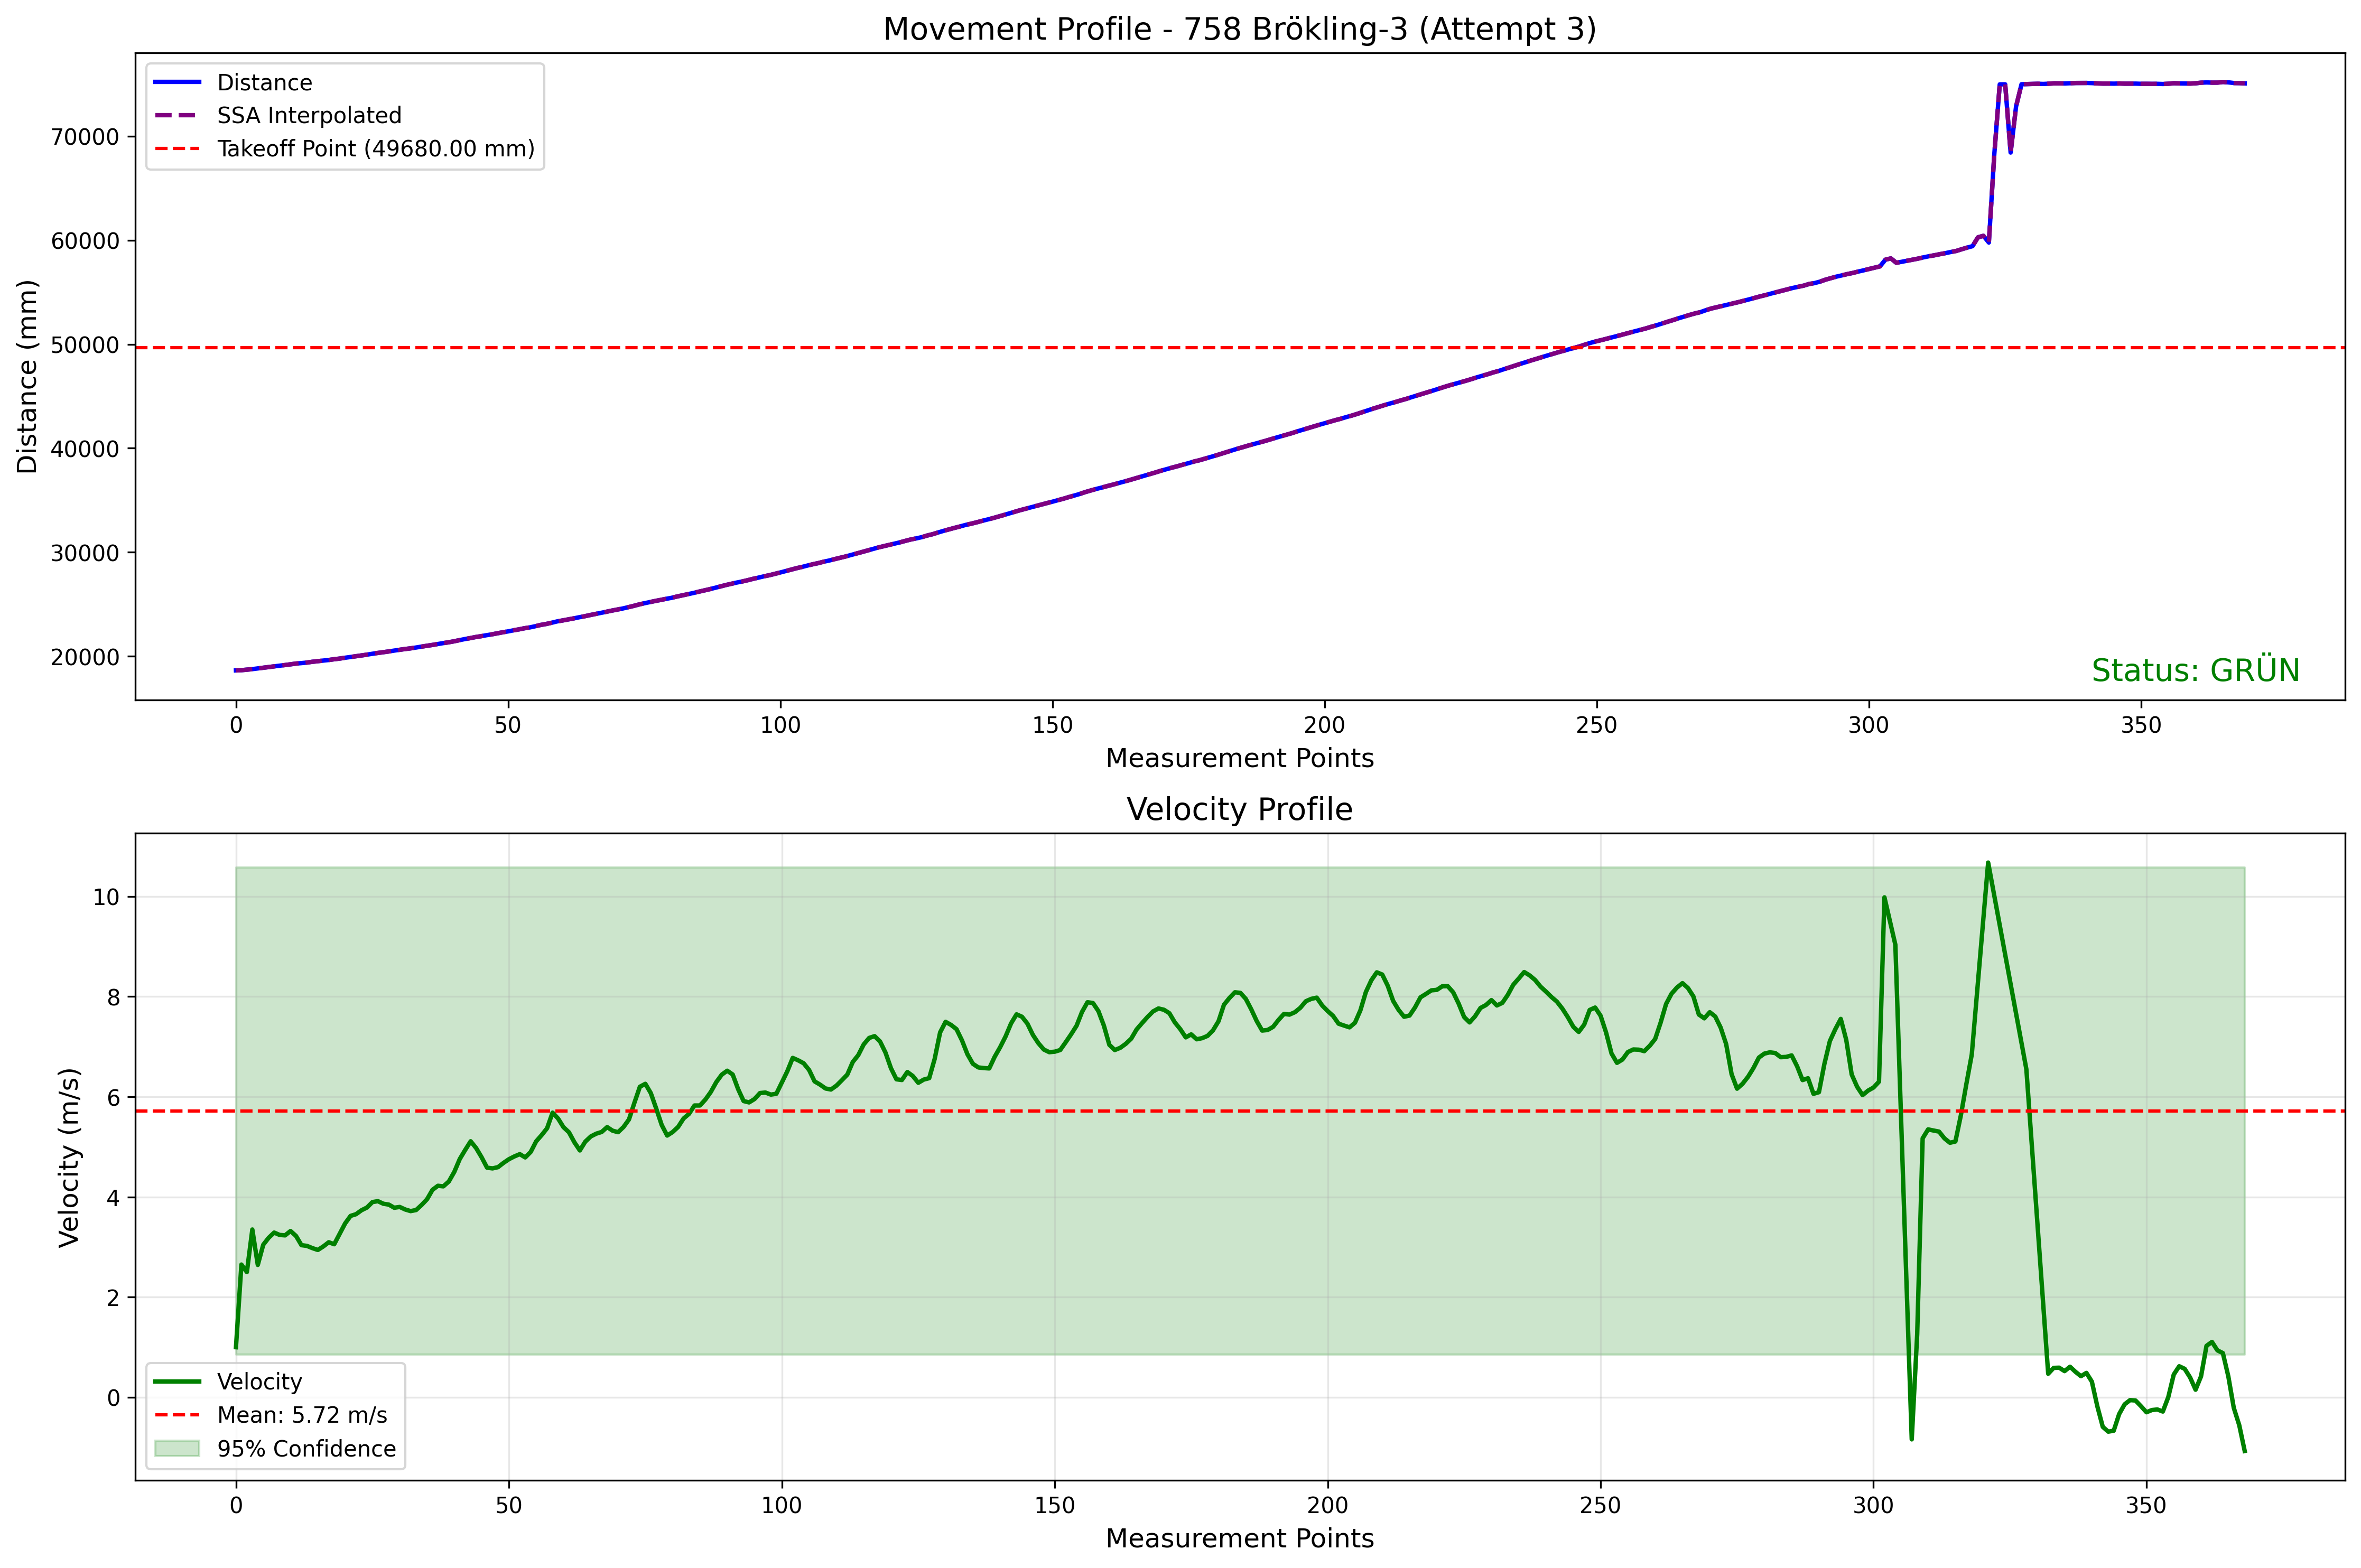 Movement Profile - 758 Brökling-3 (Attempt 3)
Distance
SSA Interpolated
Takeoff Point (49680.00 mm)
Distance (mm)
70000
60000
50000
40000
30000
20000
Status: GRÜN
0 50 100 150 200 250 300 350
Measurement Points
Velocity Profile
Velocity (m/s)
10
8
6
4
2
0
Velocity
Mean: 5.72 m/s
95% Confidence
0 50 100 150 200 250 300 350
Measurement Points